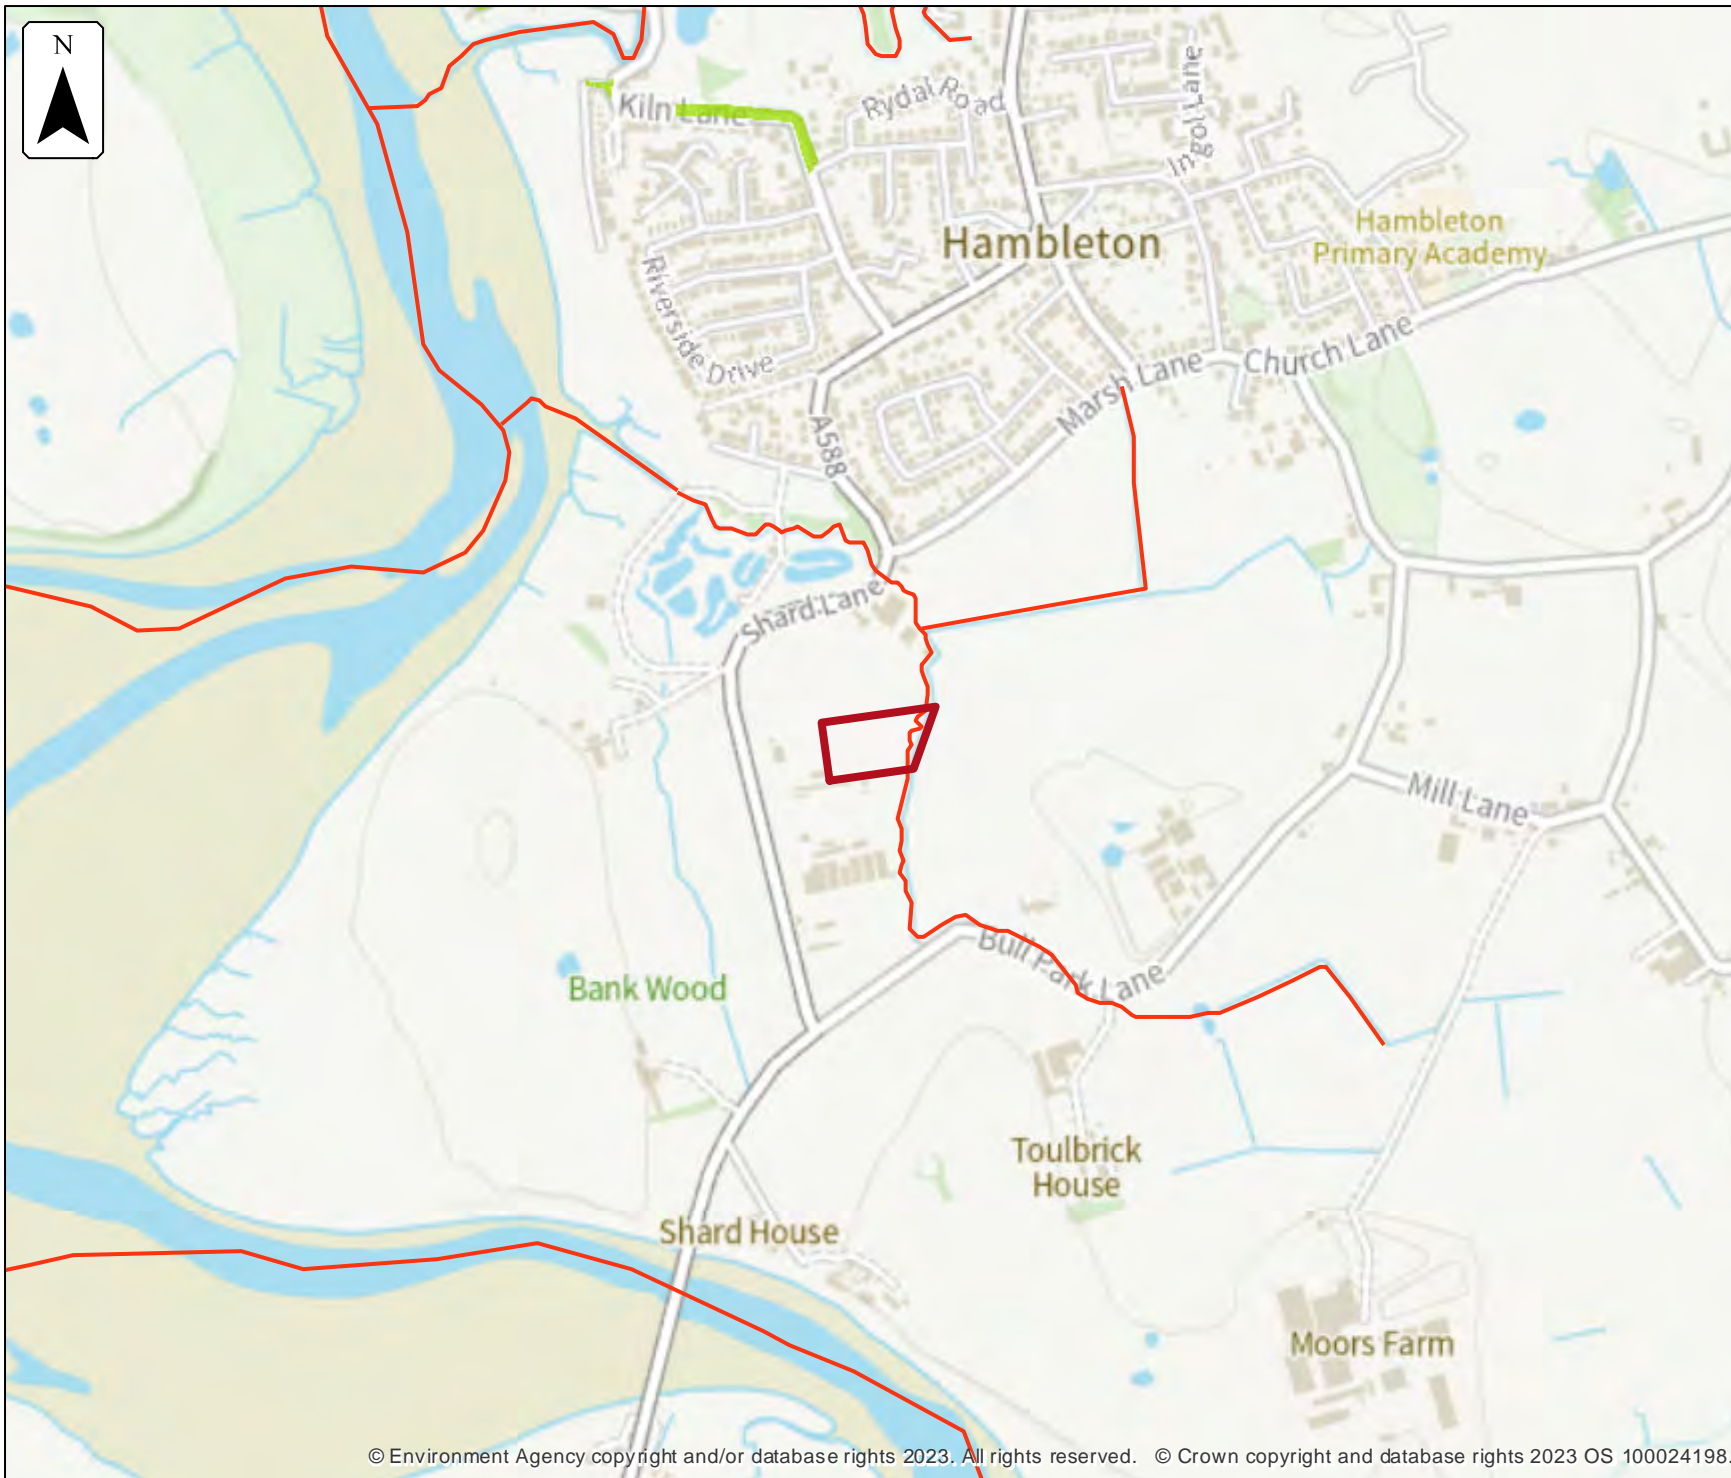 N
Kiln Lane
Rydal Road
Ingol Lane
Hambleton
Hambleton
Primary Academy
Riverside Drive
Church Lane
Marsh Lane
A588
Shard Lane
Mill Lane
Bull Park Lane
Bank Wood
Toulbrick
House
Shard House
Moors Farm
© Environment Agency copyright and/or database rights 2023. All rights reserved. © Crown copyright and database rights 2023 OS 100024198.